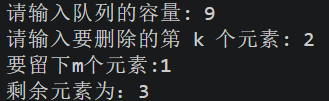 请输入队列的容量: 9
请输入要删除的第 k 个元素: 2
要留下m个元素:1
剩余元素为: 3